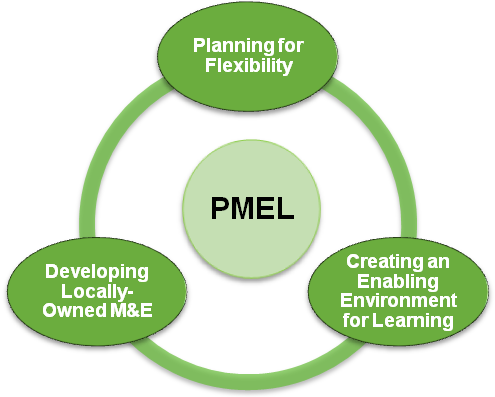 Planning for
Flexibility
PMEL
Developing
Locally-
Owned M&E
Creating an
Enabling
Environment
for Learning